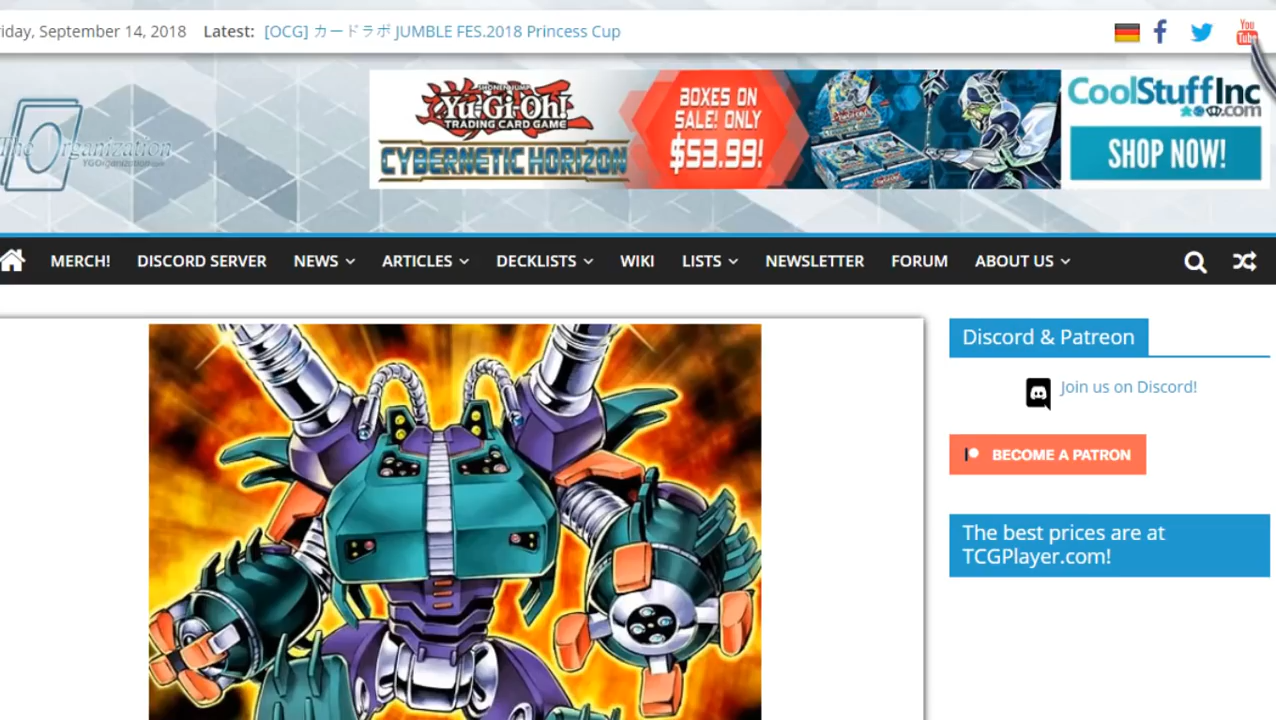 riday, September 14, 2018 Latest: [OCG] カードラボ JUMBLE FES.2018 Princess Cup
You
Tube
SHONEN JUMP
Yu-Gi-Oh!
TRADING CARD GAME
CYBERNETIC HORIZON
BOXES ON
SALE! ONLY
$53.99!
CoolStuffInc
.com
SHOP NOW!
The Organization
YGOrganization.com
MERCH! DISCORD SERVER NEWS ARTICLES DECKLISTS WIKI LISTS NEWSLETTER FORUM ABOUT US
Discord & Patreon
Join us on Discord!
BECOME A PATRON
The best prices are at
TCGPlayer.com!